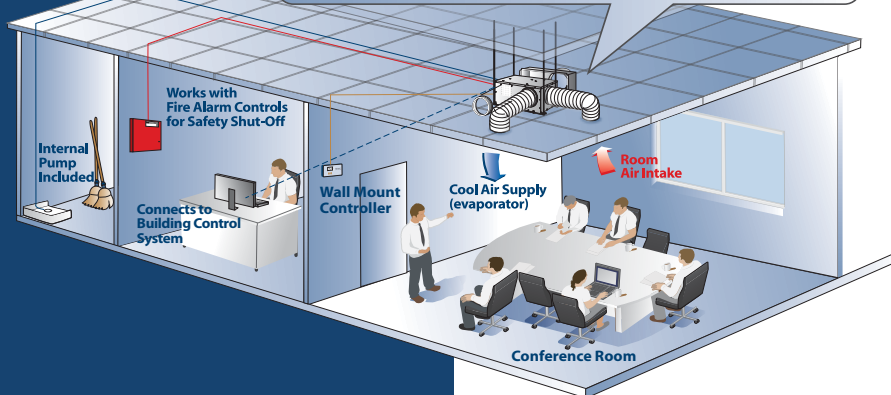 Works with
Fire Alarm Controls
for Safety Shut-Off
Internal
Pump
Included
Connects to
Building Control
System
Wall Mount
Controller
Cool Air Supply
(evaporator)
Room
Air Intake
Conference Room